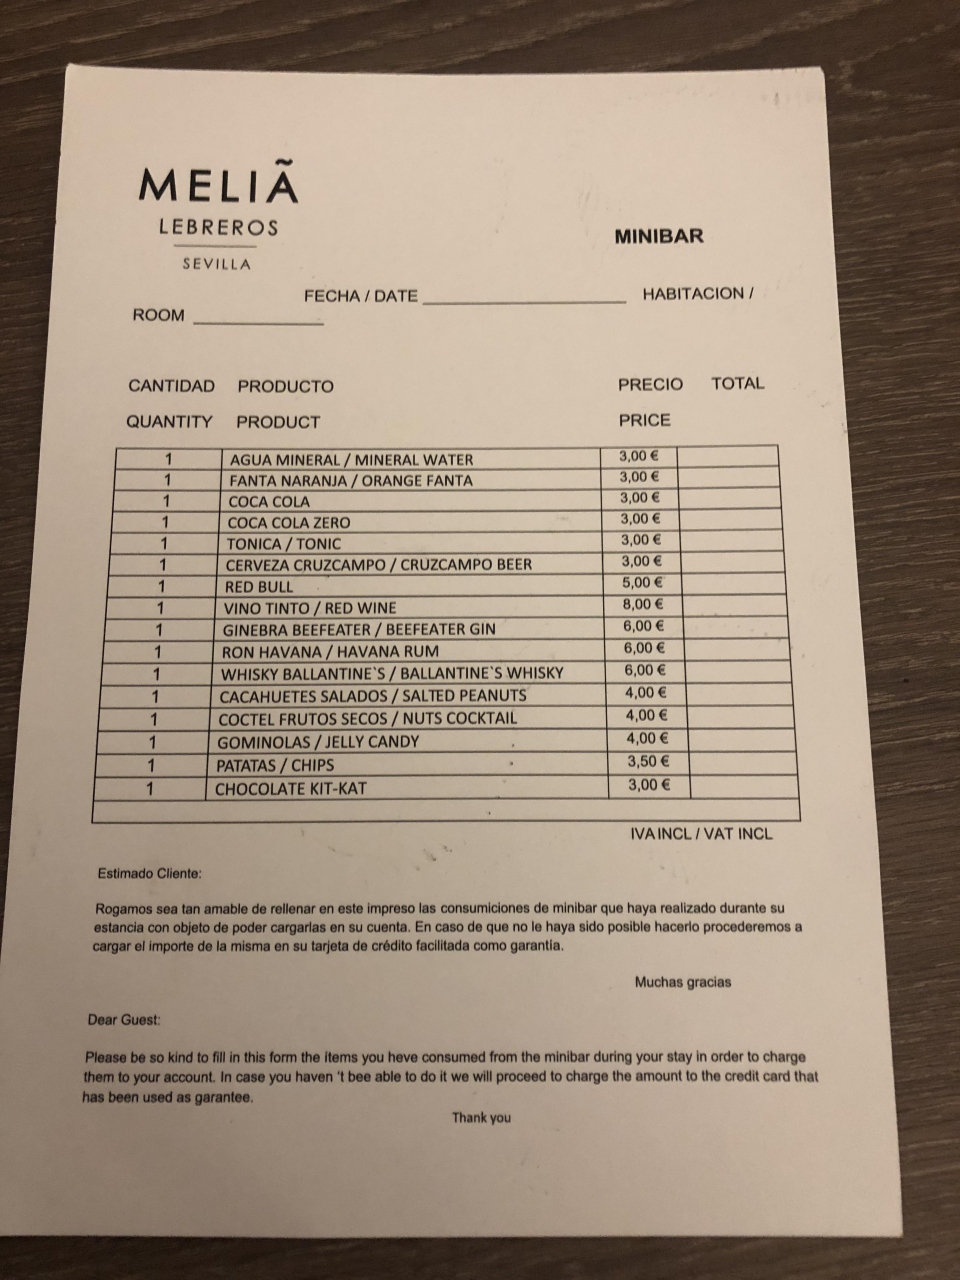 MELIÃ
LEBREROS
SEVILLA
MINIBAR
FECHA / DATE HABITACION /
ROOM
CANTIDAD PRODUCTO PRECIO TOTAL
QUANTITY PRODUCT PRICE
1 AGUA MINERAL / MINERAL WATER 3,00 €
1 FANTA NARANJA / ORANGE FANTA 3,00 €
1 COCA COLA 3,00 €
1 COCA COLA ZERO 3,00 €
1 TONICA / TONIC 3,00 €
1 CERVEZA CRUZCAMPO / CRUZCAMPO BEER 3,00 €
1 RED BULL 5,00 €
1 VINO TINTO / RED WINE 8,00 €
1 GINEBRA BEEFEATER / BEEFEATER GIN 6,00 €
1 RON HAVANA / HAVANA RUM 6,00 €
1 WHISKY BALLANTINE`S / BALLANTINE`S WHISKY 6,00 €
1 CACAHUETES SALADOS / SALTED PEANUTS 4,00 €
1 COCTEL FRUTOS SECOS / NUTS COCKTAIL 4,00 €
1 GOMINOLAS / JELLY CANDY 4,00 €
1 PATATAS / CHIPS 3,50 €
1 CHOCOLATE KIT-KAT 3,00 €
IVA INCL / VAT INCL
Estimado Cliente:
Rogamos sea tan amable de rellenar en este impreso las consumiciones de minibar que haya realizado durante su
estancia con objeto de poder cargarlas en su cuenta. En caso de que no le haya sido posible hacerlo procederemos a
cargar el importe de la misma en su tarjeta de crédito facilitada como garantía.
Muchas gracias
Dear Guest:
Please be so kind to fill in this form the items you heve consumed from the minibar during your stay in order to charge
them to your account. In case you haven 't bee able to do it we will proceed to charge the amount to the credit card that
has been used as garantee.
Thank you